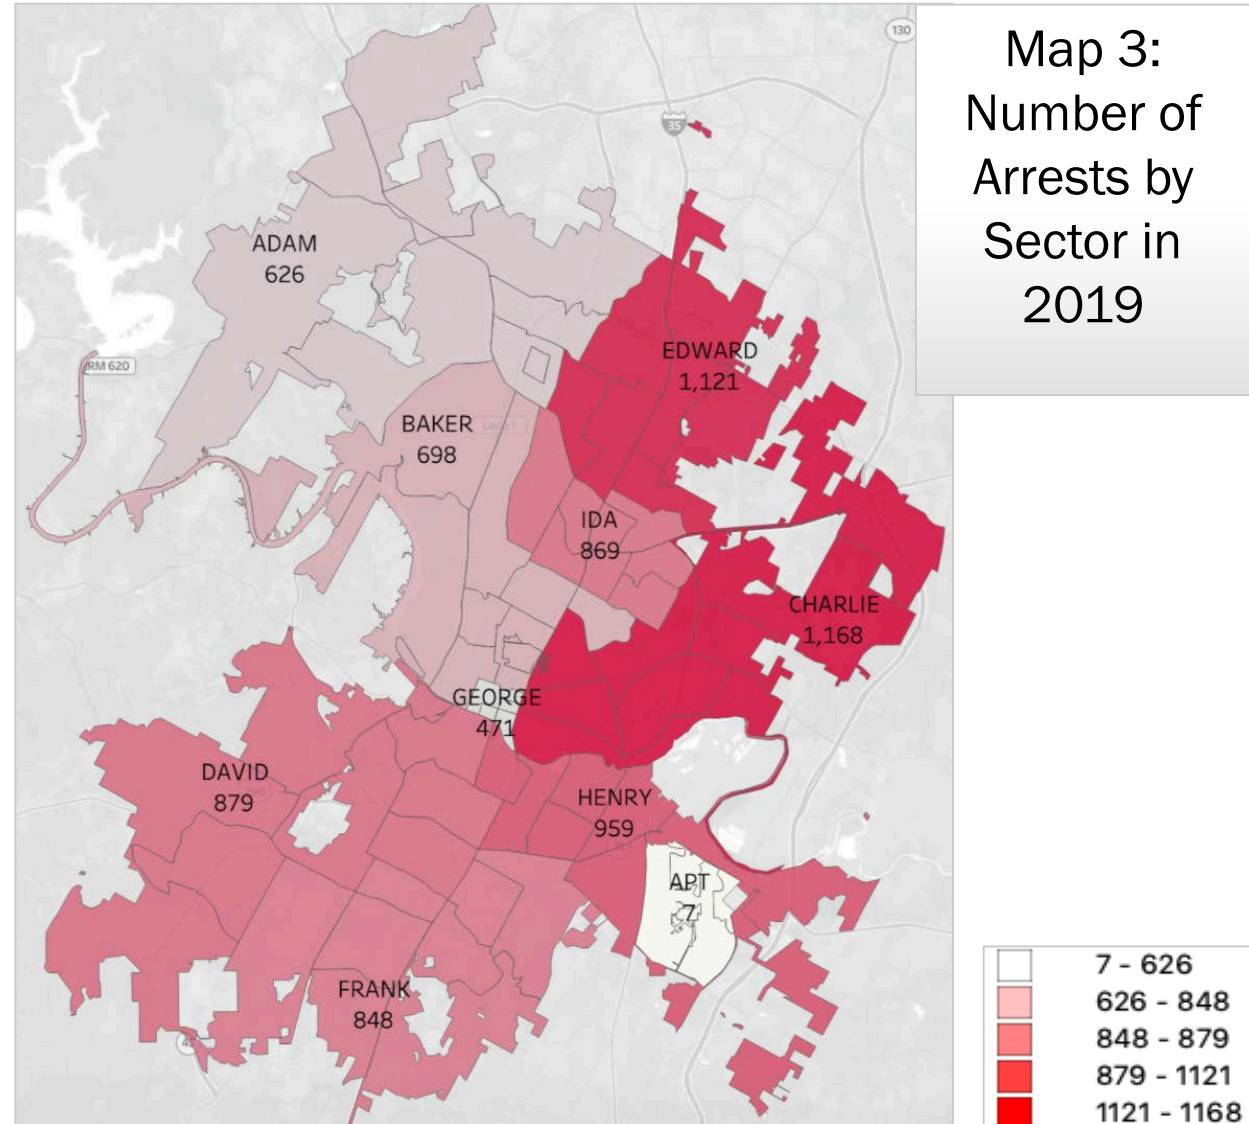 Map 3:
Number of
Arrests by
Sector in
2019
130
35
ADAM
626
RM 620
EDWARD
1,121
BAKER
698
Loop 1
IDA
869
CHARLIE
1,168
GEORGE
471
DAVID
879
HENRY
959
APT
7
FRANK
848
7 - 626
626 - 848
848 - 879
879 - 1121
1121 - 1168